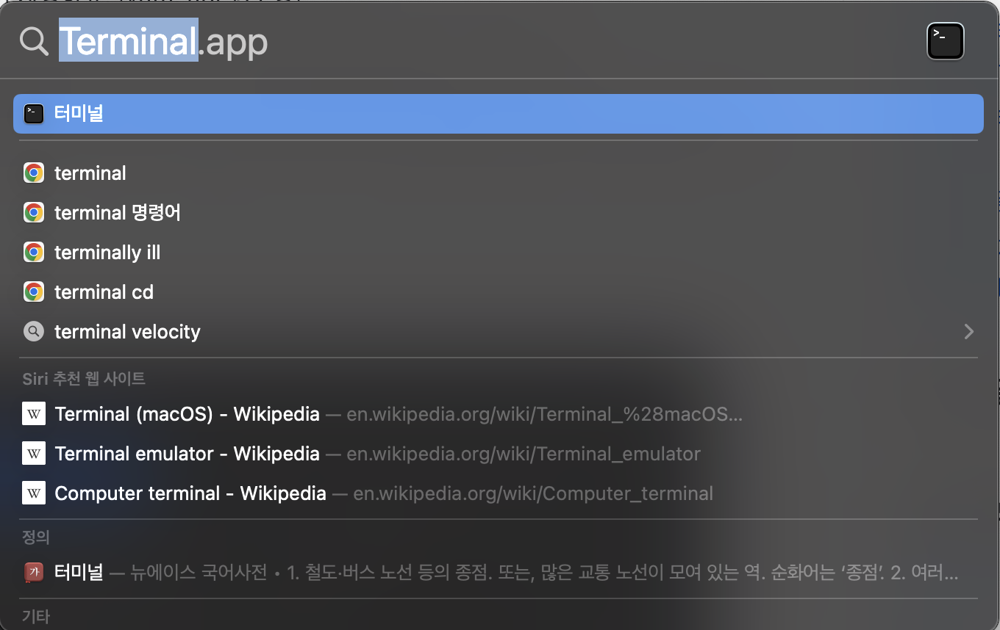 Terminal.app
터미널
terminal
terminal 명령어
terminally ill
terminal cd
terminal velocity
Siri 추천 웹 사이트
Terminal (macOS) - Wikipedia — en.wikipedia.org/wiki/Terminal_%28macOS...
Terminal emulator - Wikipedia — en.wikipedia.org/wiki/Terminal_emulator
Computer terminal - Wikipedia — en.wikipedia.org/wiki/Computer_terminal
정의
터미널 — 뉴에이스 국어사전 • 1. 철도·버스 노선 등의 종점. 또는, 많은 교통 노선이 모여 있는 역. 순화어는 ‘종점’. 2. 여러...
기타